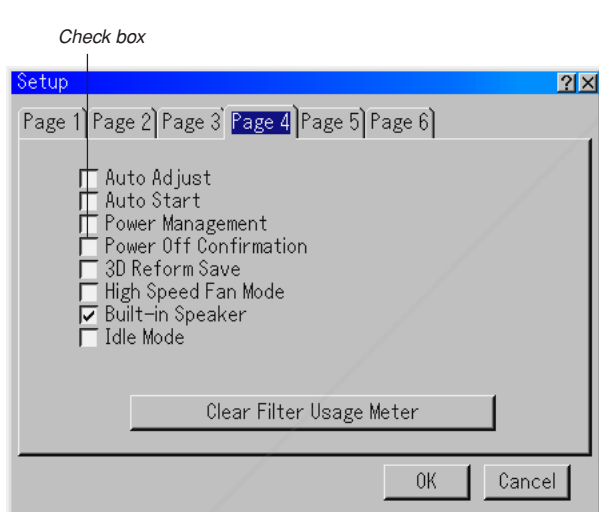 Check box
Setup
Page 1 Page 2 Page 3 Page 4 Page 5 Page 6
Auto Adjust
Auto Start
Power Management
Power Off Confirmation
3D Reform Save
High Speed Fan Mode
Built-in Speaker
Idle Mode
Clear Filter Usage Meter
OK Cancel